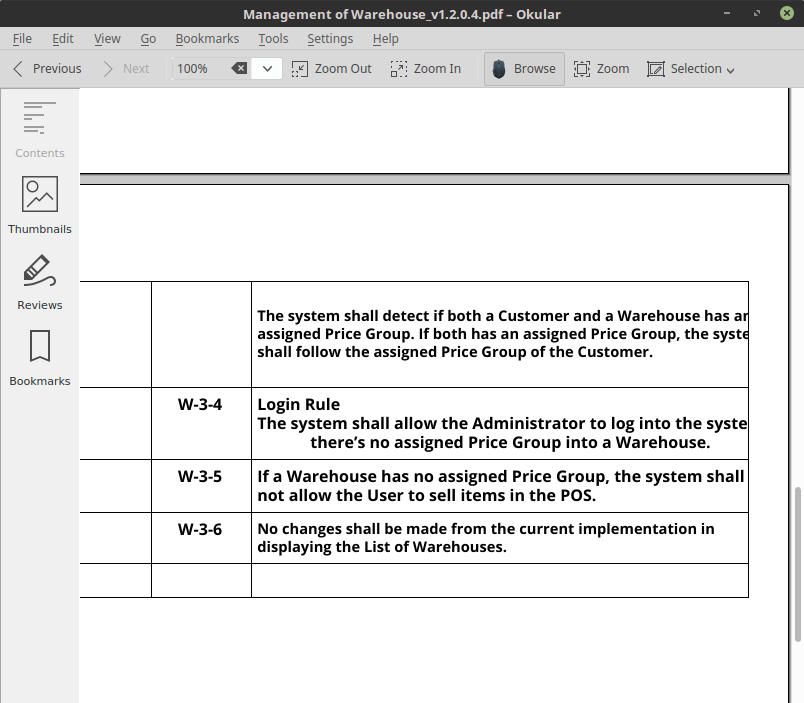 Management of Warehouse_v1.2.0.4.pdf – Okular
File Edit View Go Bookmarks Tools Settings Help
Previous Next 100% Zoom Out Zoom In Browse Zoom Selection
Contents
Thumbnails
Reviews
Bookmarks
The system shall detect if both a Customer and a Warehouse has an
assigned Price Group. If both has an assigned Price Group, the syste
shall follow the assigned Price Group of the Customer.
W-3-4 Login Rule
The system shall allow the Administrator to log into the syste
there's no assigned Price Group into a Warehouse.
W-3-5 If a Warehouse has no assigned Price Group, the system shall
not allow the User to sell items in the POS.
W-3-6 No changes shall be made from the current implementation in
displaying the List of Warehouses.